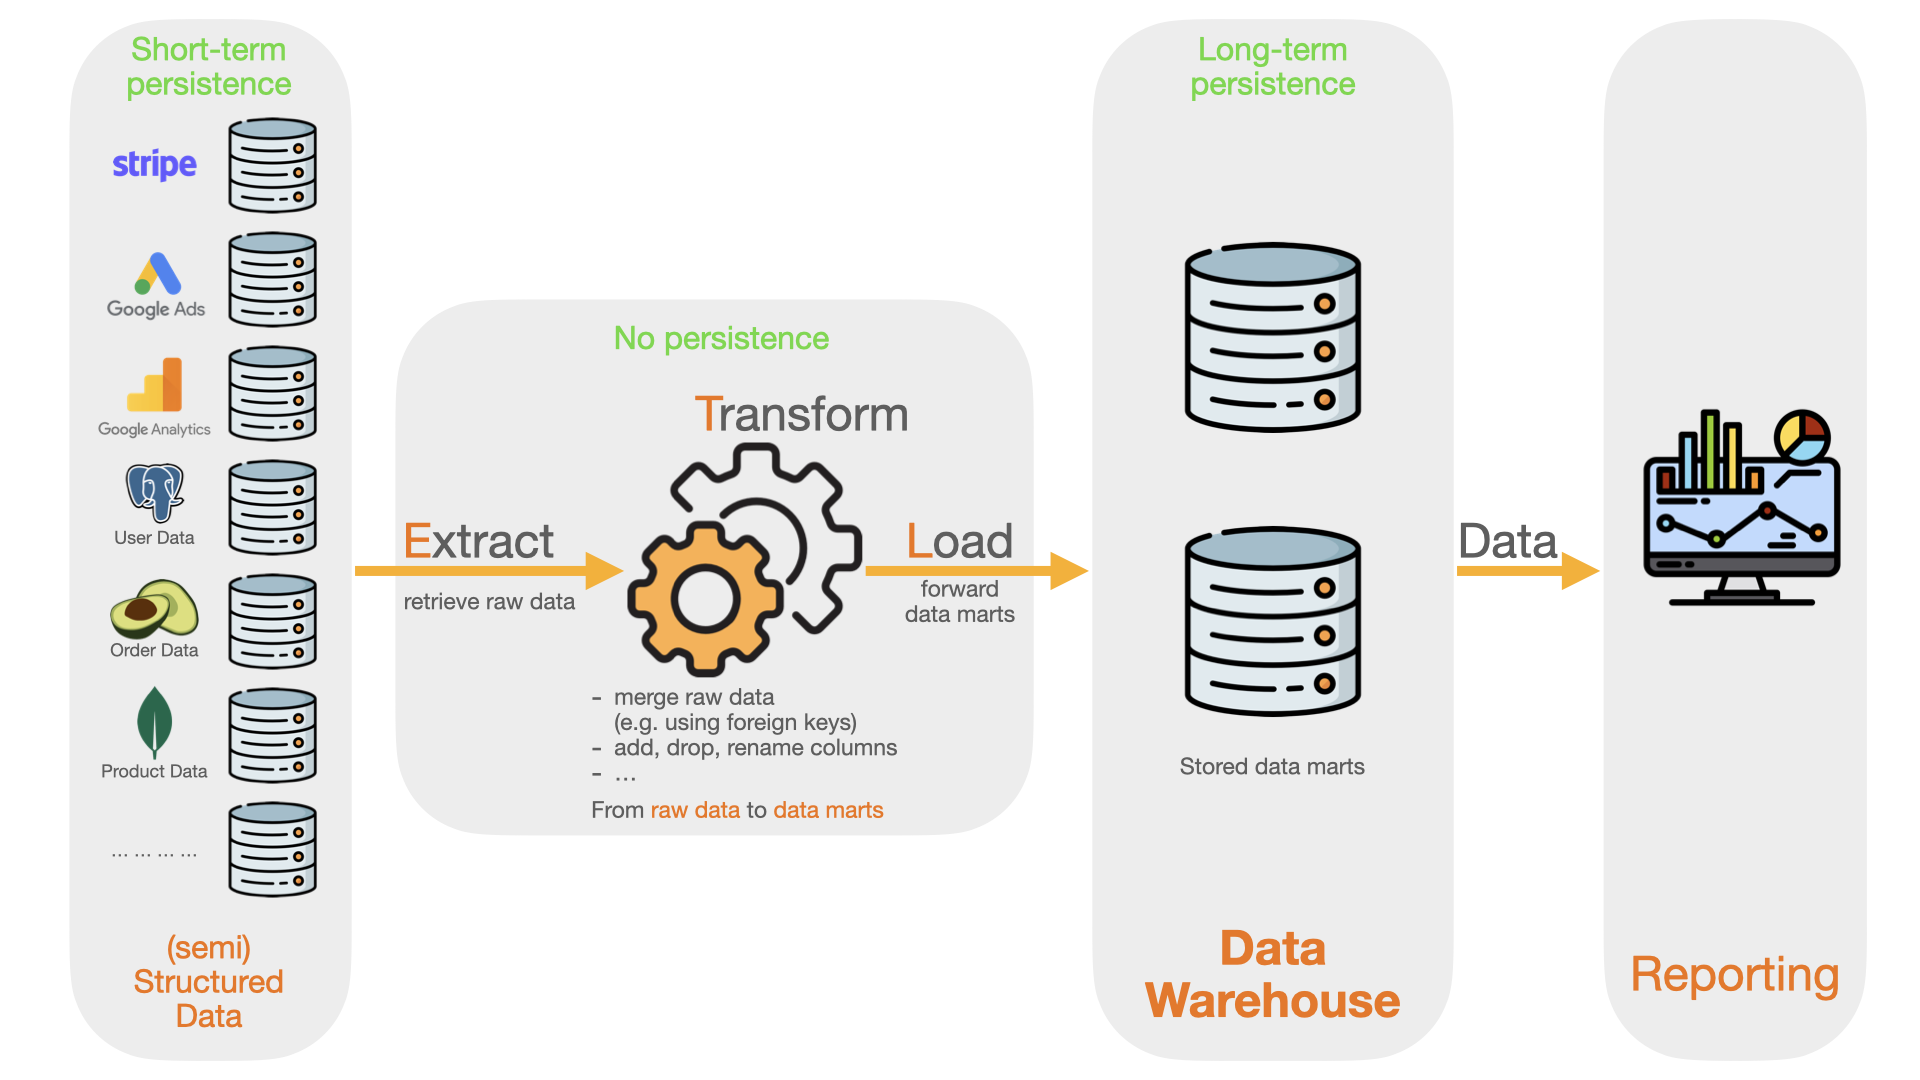 Short-term
persistence
stripe
Google Ads
Google Analytics
User Data
Order Data
Product Data
... ... ... ...
(semi)
Structured
Data
No persistence
Transform
Extract
retrieve raw data
Load
forward
data marts
- merge raw data
(e.g. using foreign keys)
- add, drop, rename columns
- ...
From raw data to data marts
Long-term
persistence
Stored data marts
Data
Warehouse
Data
Reporting